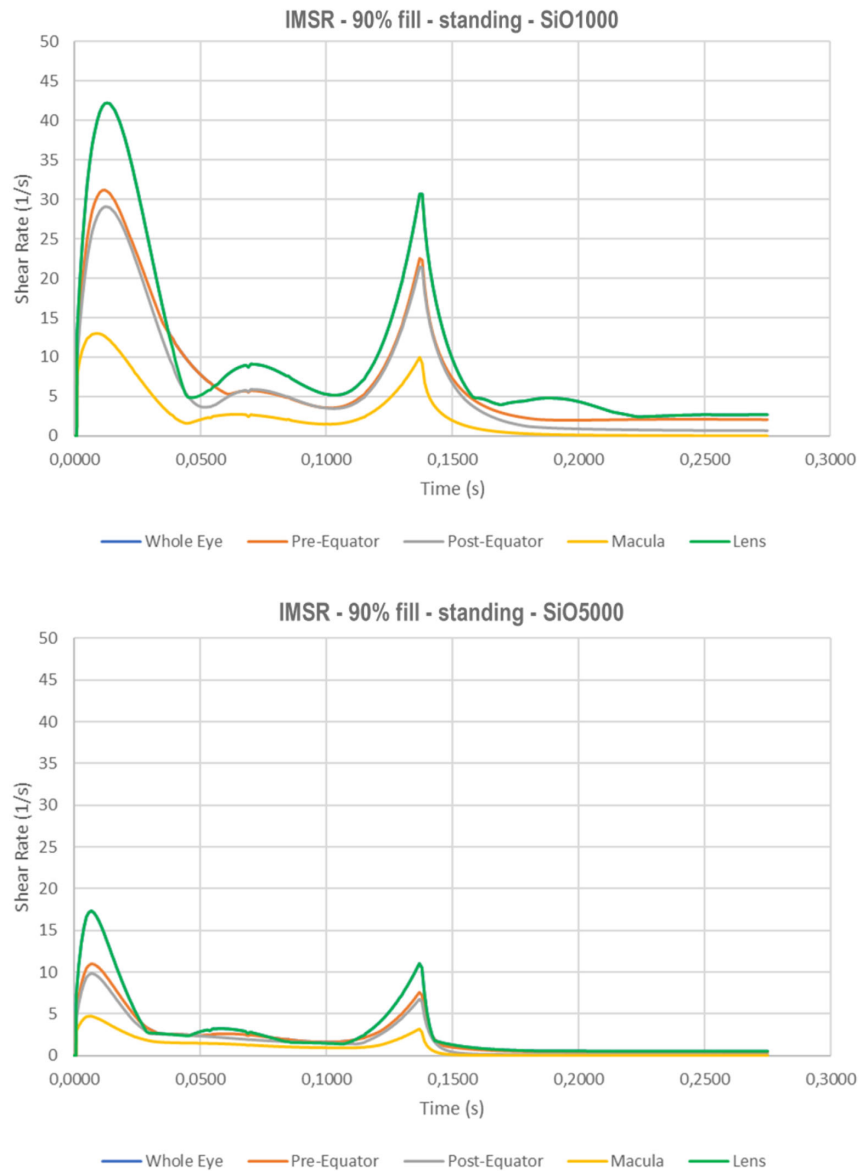 IMSR - 90% fill - standing - SiO1000
50
45
40
35
30
25
20
15
10
5
0
Shear Rate (1/s)
0,0000 0,0500 0,1000 0,1500 0,2000 0,2500 0,3000
Time (s)
Whole Eye Pre-Equator Post-Equator Macula Lens
IMSR - 90% fill - standing - SiO5000
50
45
40
35
30
25
20
15
10
5
0
Shear Rate (1/s)
0,0000 0,0500 0,1000 0,1500 0,2000 0,2500 0,3000
Time (s)
Whole Eye Pre-Equator Post-Equator Macula Lens